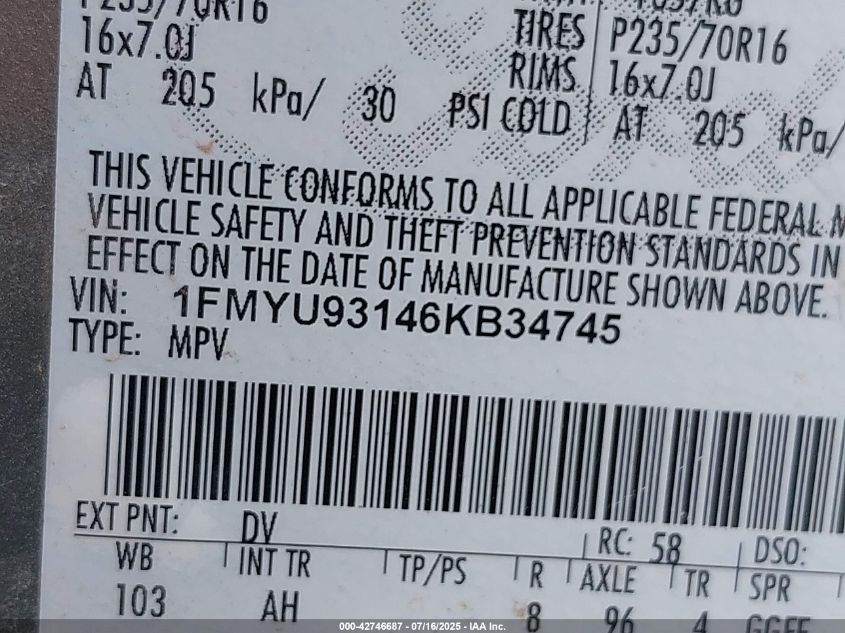 P235/70R16
16x7.0J
AT 205 kPa/ 30 PSI COLD
TIRES P235/70R16
RIMS 16x7.0J
AT 205 kPa/
THIS VEHICLE CONFORMS TO ALL APPLICABLE FEDERAL M
VEHICLE SAFETY AND THEFT PREVENTION STANDARDS IN
EFFECT ON THE DATE OF MANUFACTURE SHOWN ABOVE.
VIN: 1FMYU93146KB34745
TYPE: MPV
EXT PNT: DV RC: 58 DSO:
WB INT TR TP/PS R AXLE TR SPR
103 AH 8 96 4
000-42746687 - 07/16/2025 - IAA Inc.